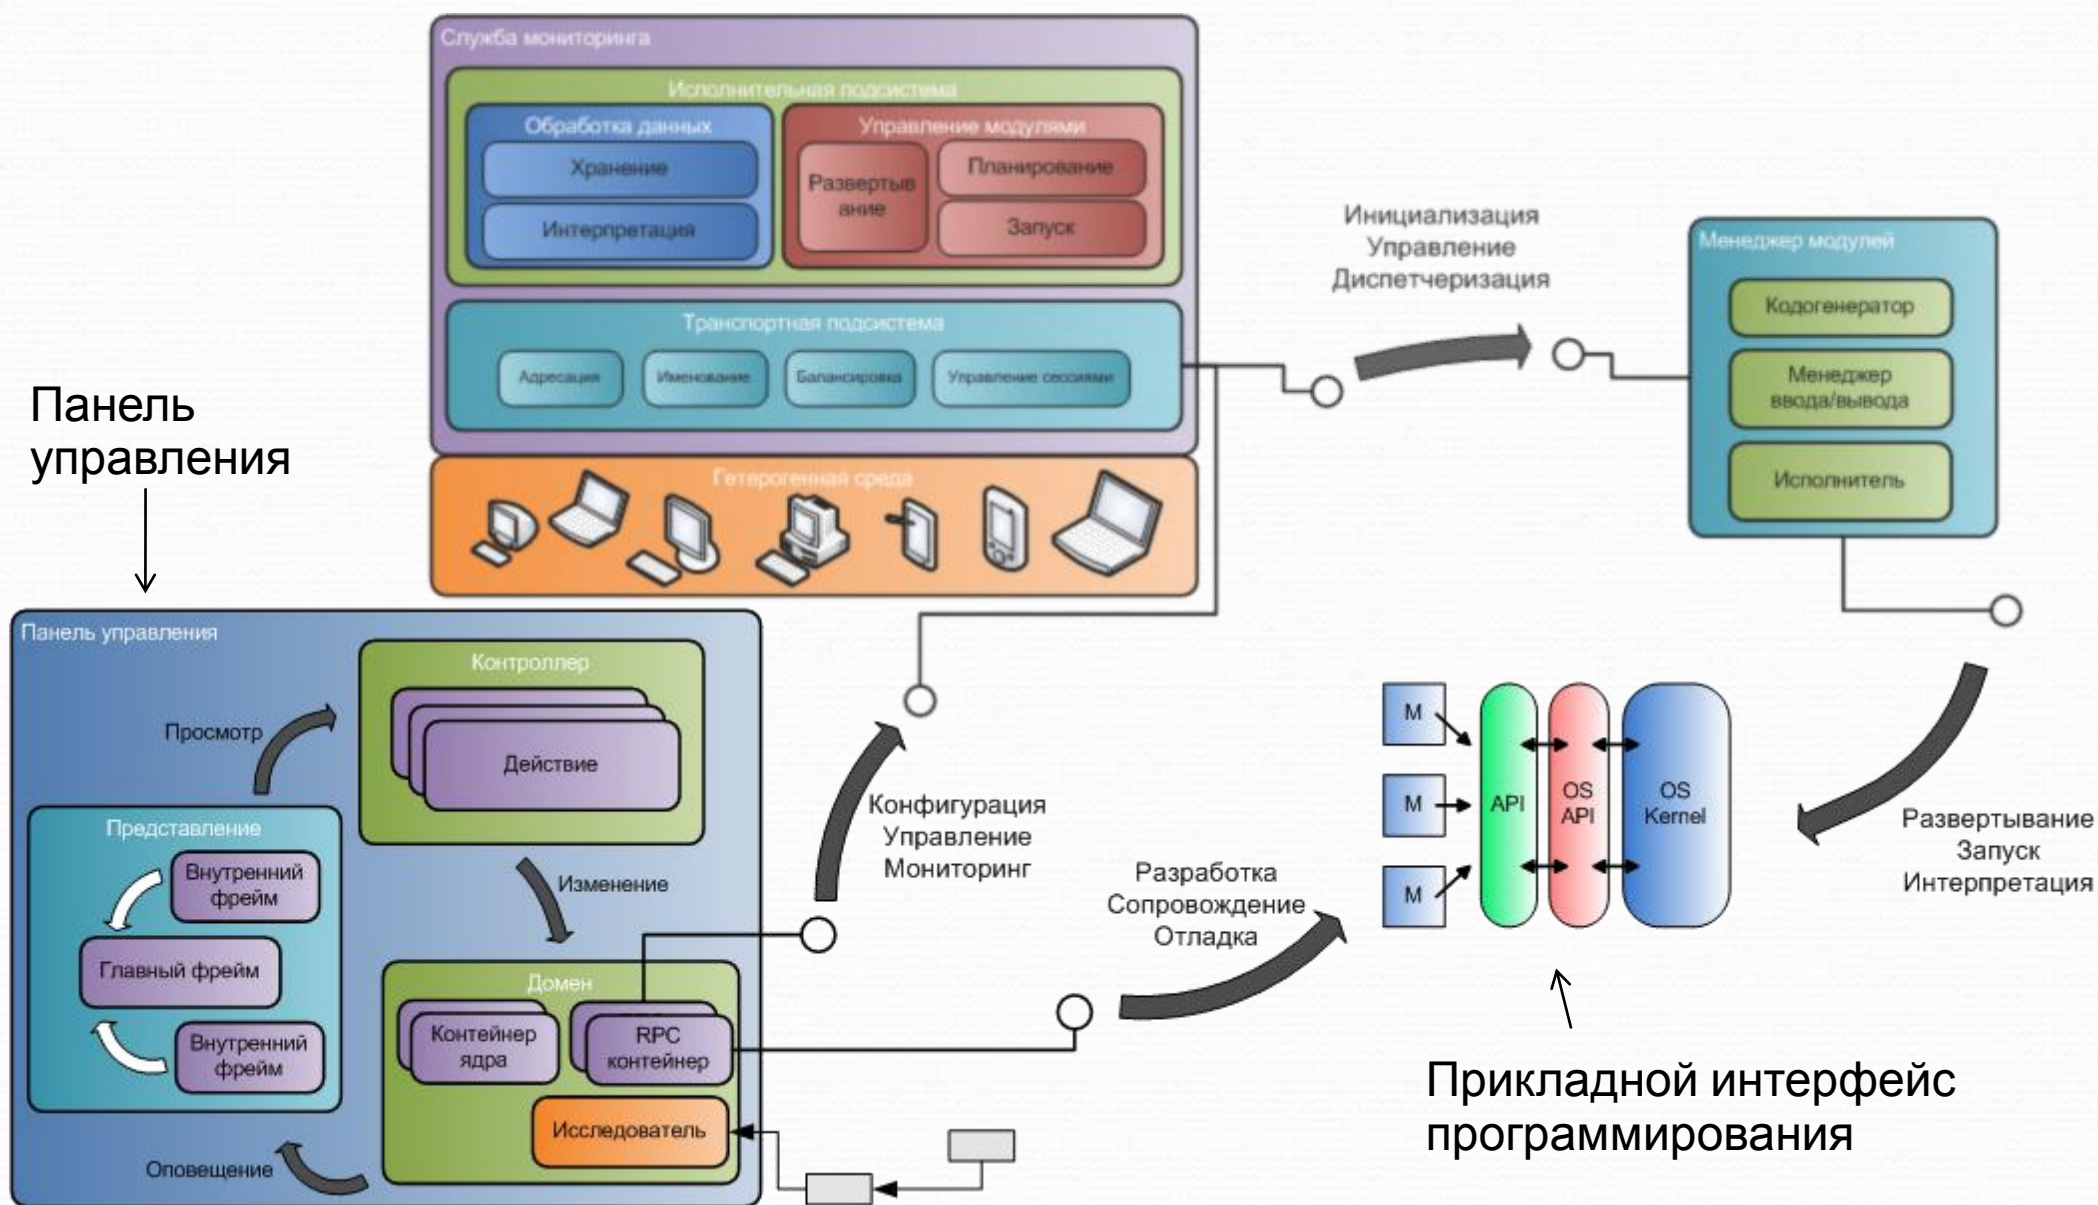 Служба мониторинга
Исполнительная подсистема
Обработка данных
Хранение
Интерпретация
Управление модулями
Развертыв
ание
Планирование
Запуск
Транспортная подсистема
Адресация
Именование
Балансировка
Управление сессиями
Гетерогенная среда
Инициализация
Управление
Диспетчеризация
Менеджер модулей
Кодогенератор
Менеджер
ввода/вывода
Исполнитель
Панель
управления
Панель управления
Контроллер
Действие
Просмотр
Представление
Внутренний
фрейм
Главный фрейм
Внутренний
фрейм
Изменение
Домен
Контейнер
ядра
RPC
контейнер
Исследователь
Оповещение
Конфигурация
Управление
Мониторинг
Разработка
Сопровождение
Отладка
M
M
M
API
OS
API
OS
Kernel
Развертывание
Запуск
Интерпретация
Прикладной интерфейс
программирования